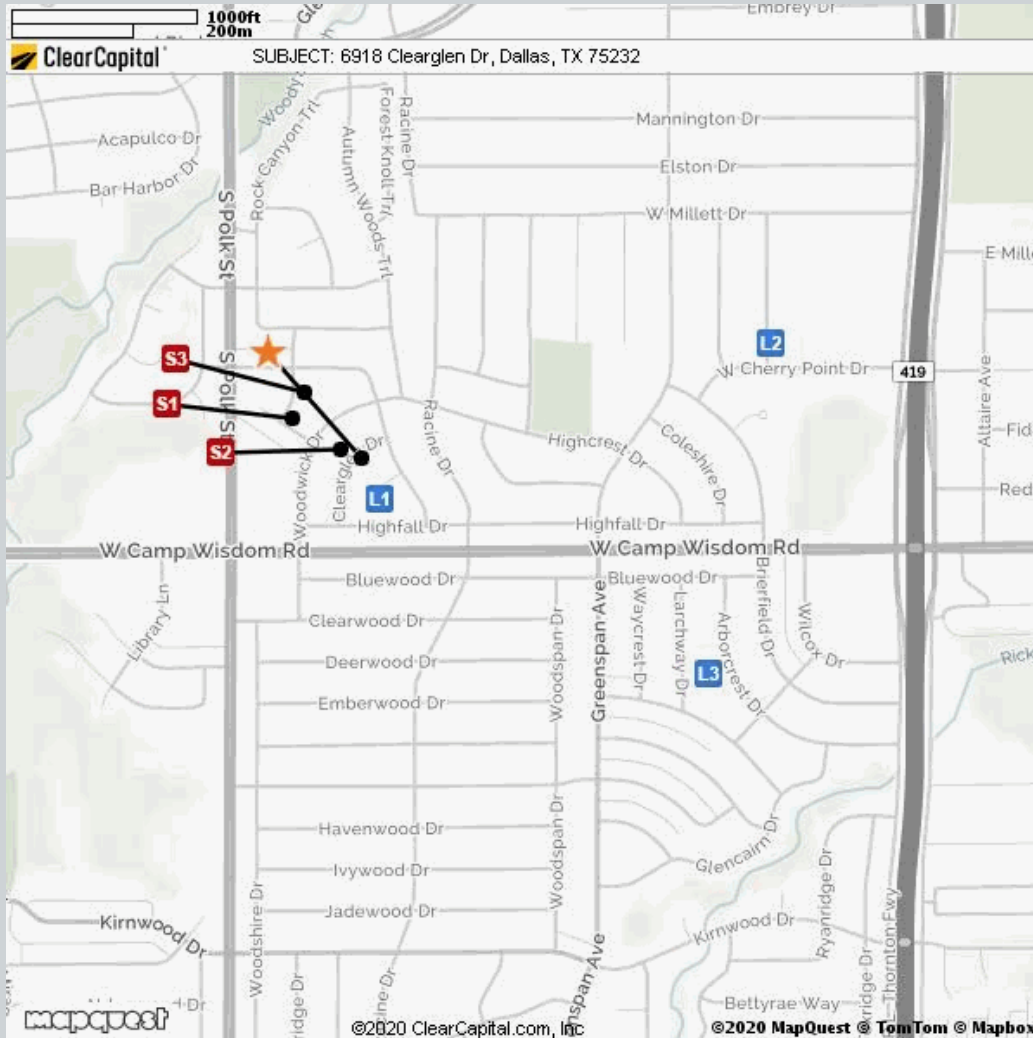 1000ft
200m
Embrey Dr
ClearCapital
SUBJECT: 6918 Clearglen Dr, Dallas, TX 75232
Acapulco Dr
Bar Harbor Dr
Rock Canyon Trl
Autumn Woods Trl
Forest Knoll Trl
Racine Dr
Mannington Dr
Elston Dr
W Millett Dr
S Polk St
S Polk St
S3
S1
S2
L1
L2
W Cherry Point Dr
419
Altaire Ave
Woodwick Dr
Racine Dr
Highcrest Dr
Coleshire Dr
Highfall Dr
Highfall Dr
W Camp Wisdom Rd
W Camp Wisdom Rd
Library Ln
Bluewood Dr
Bluewood Dr
Clearwood Dr
Deerwood Dr
Emberwood Dr
Woodspan Dr
Greenspan Ave
Waycrest Dr
Larchway Dr
Arborcrest Dr
Brierfield Dr
Wilcox Dr
L3
Havenwood Dr
Ivywood Dr
Jadewood Dr
Woodspan Dr
Glencairn Dr
Kirnwood Dr
Kirnwood Dr
Woodshire Dr
Ryanridge Dr
Thornton Fwy
Bettyrae Way
mapquest
©2020 ClearCapital.com, Inc
©2020 MapQuest © TomTom © Mapbox